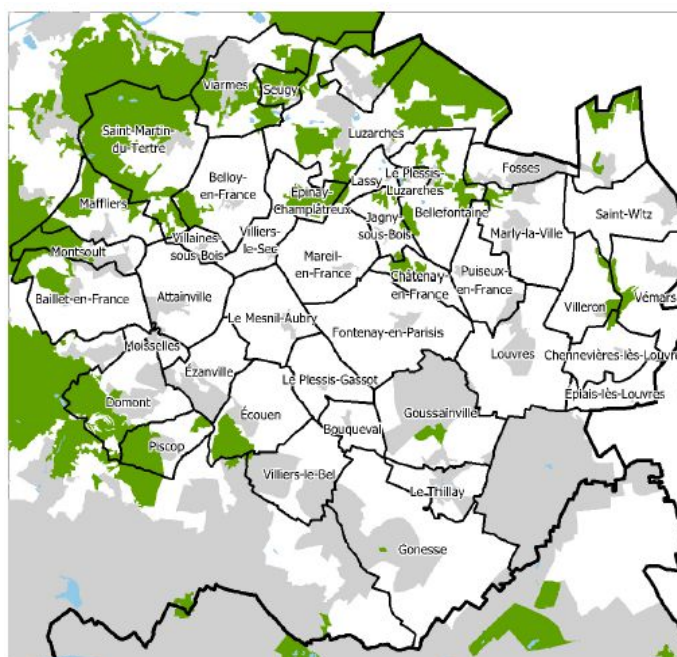 Viarmes
Seugy
Saint-Martin
du-Tertre
Luzarches
Belloy-
en-France
Lassy
Le Plessis-
Luzarches
Fosses
Maffliers
Épinay-
Champlâtreux
Jagny-
sous-Bois
Bellefontaine
Saint-Witz
Marly-la-Ville
Montsoult
Villaines-
sous-Bois
Villiers-
le-Sec
Mareil-
en-France
Châtenay-
en-France
Puiseux-
en-France
Baillet-en-France
Attainville
Villeron
Vémars
Le Mesnil-Aubry
Fontenay-en-Parisis
Moisselles
Louvres
Chennevières-lès-Louvre
Ézanville
Le Plessis-Gassot
Domont
Epiais-lès-Louvres
Écouen
Goussainville
Piscop
Bouqueval
Villiers-le-Bel
Le Thillay
Gonesse